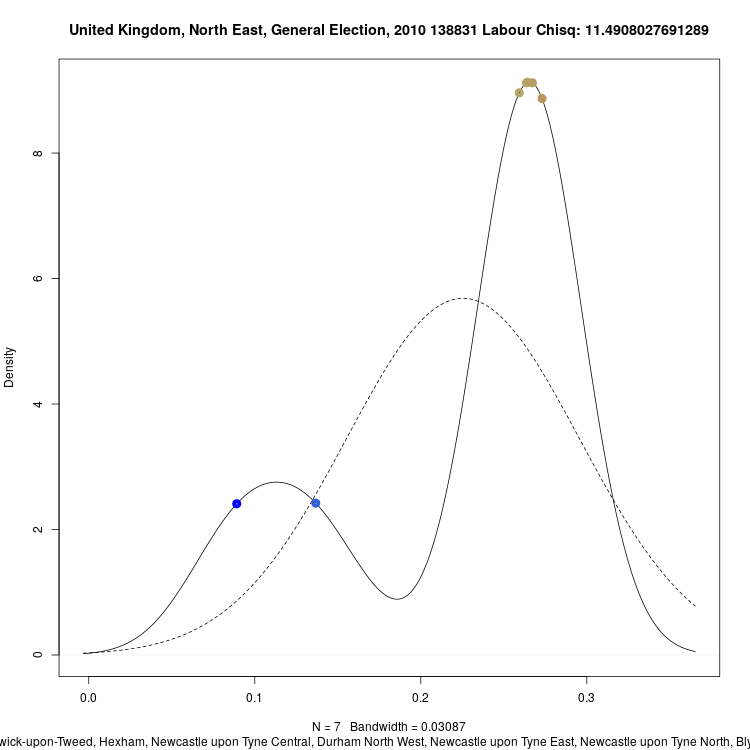 United Kingdom, North East, General Election, 2010 138831 Labour Chisq: 11.4908027691289
Density
8
6
4
2
0
0.0 0.1 0.2 0.3
N = 7 Bandwidth = 0.03087
wick-upon-Tweed, Hexham, Newcastle upon Tyne Central, Durham North West, Newcastle upon Tyne East, Newcastle upon Tyne North, Bly